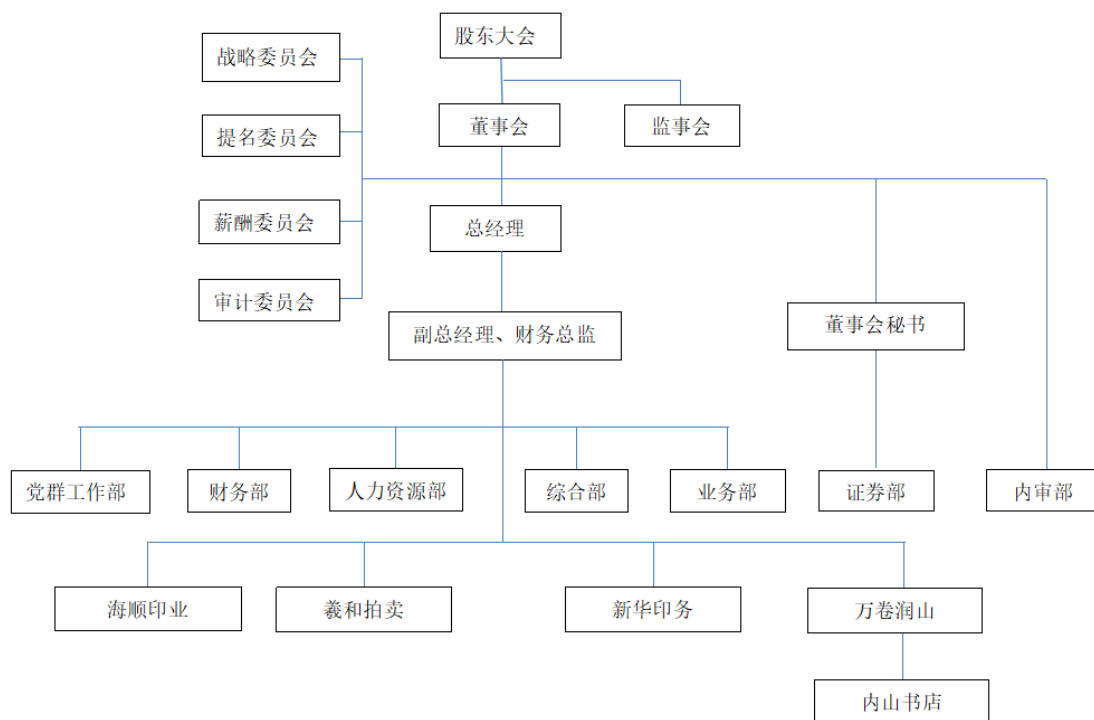 股东大会
战略委员会
董事会
监事会
提名委员会
薪酬委员会
总经理
审计委员会
副总经理、财务总监
董事会秘书
党群工作部
财务部
人力资源部
综合部
业务部
证券部
内审部
海顺印业
羲和拍卖
新华印务
万卷润山
内山书店